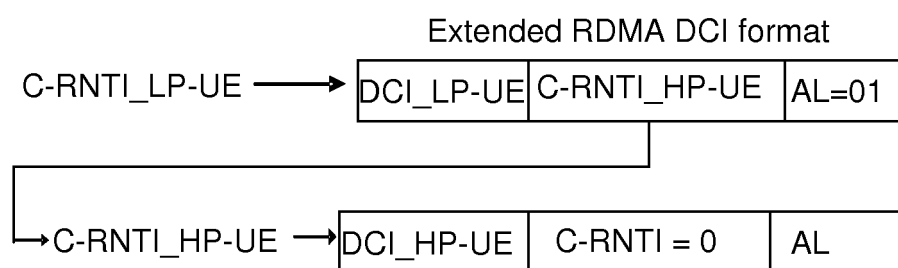 Extended RDMA DCI format
C-RNTI_LP-UE DCI_LP-UE C-RNTI_HP-UE AL=01
C-RNTI_HP-UE DCI_HP-UE C-RNTI = 0 AL